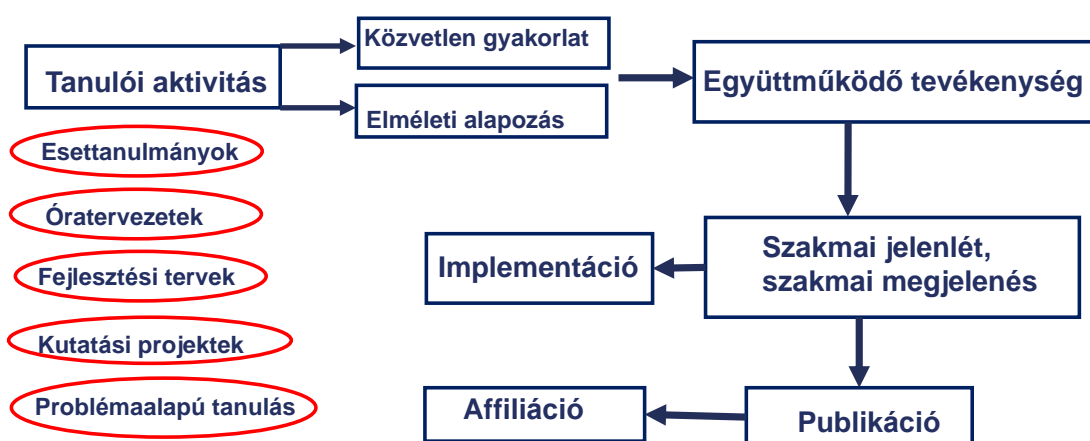 Közvetlen gyakorlat
Tanulói aktivitás
Együttműködő tevékenység
Elméleti alapozás
Esettanulmányok
Óratervezetek
Szakmai jelenlét,
szakmai megjelenés
Implementáció
Fejlesztési tervek
Kutatási projektek
Problémaalapú tanulás
Affiliáció
Publikáció